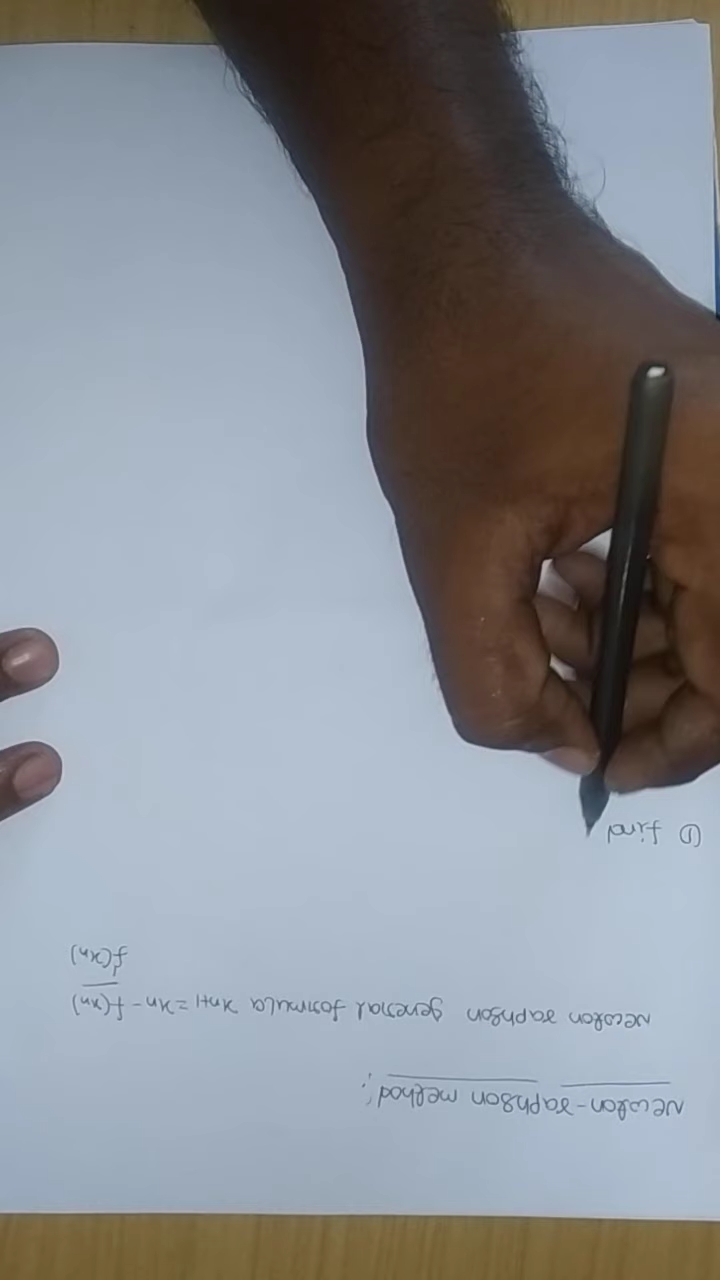 Newton-raphson method;
Newton raphson general formula xn+1 = xn - f(xn)
f'(xn)
① find